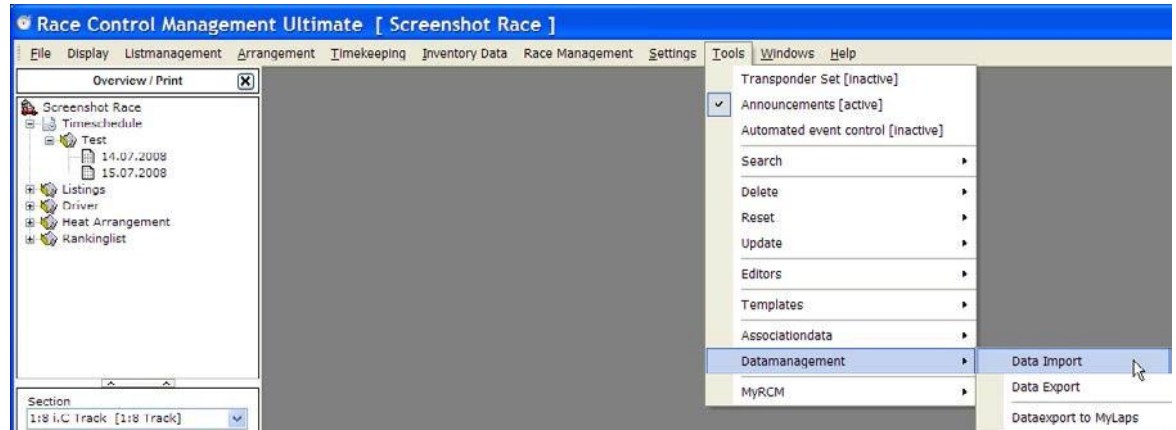 Race Control Management Ultimate [ Screenshot Race ]
File Display Listmanagement Arrangement Timekeeping Inventory Data Race Management Settings Tools Windows Help
Overview / Print
Screenshot Race
Timeschedule
Test
14.07.2008
15.07.2008
Listings
Driver
Heat Arrangement
Rankinglist
Section
1:8 i.C Track [1:8 Track]
Transponder Set [inactive]
Announcements [active]
Automated event control [inactive]
Search
Delete
Reset
Update
Editors
Templates
Associationdata
Datamanagement
MyRCM
Data Import
Data Export
Dataexport to MyLaps